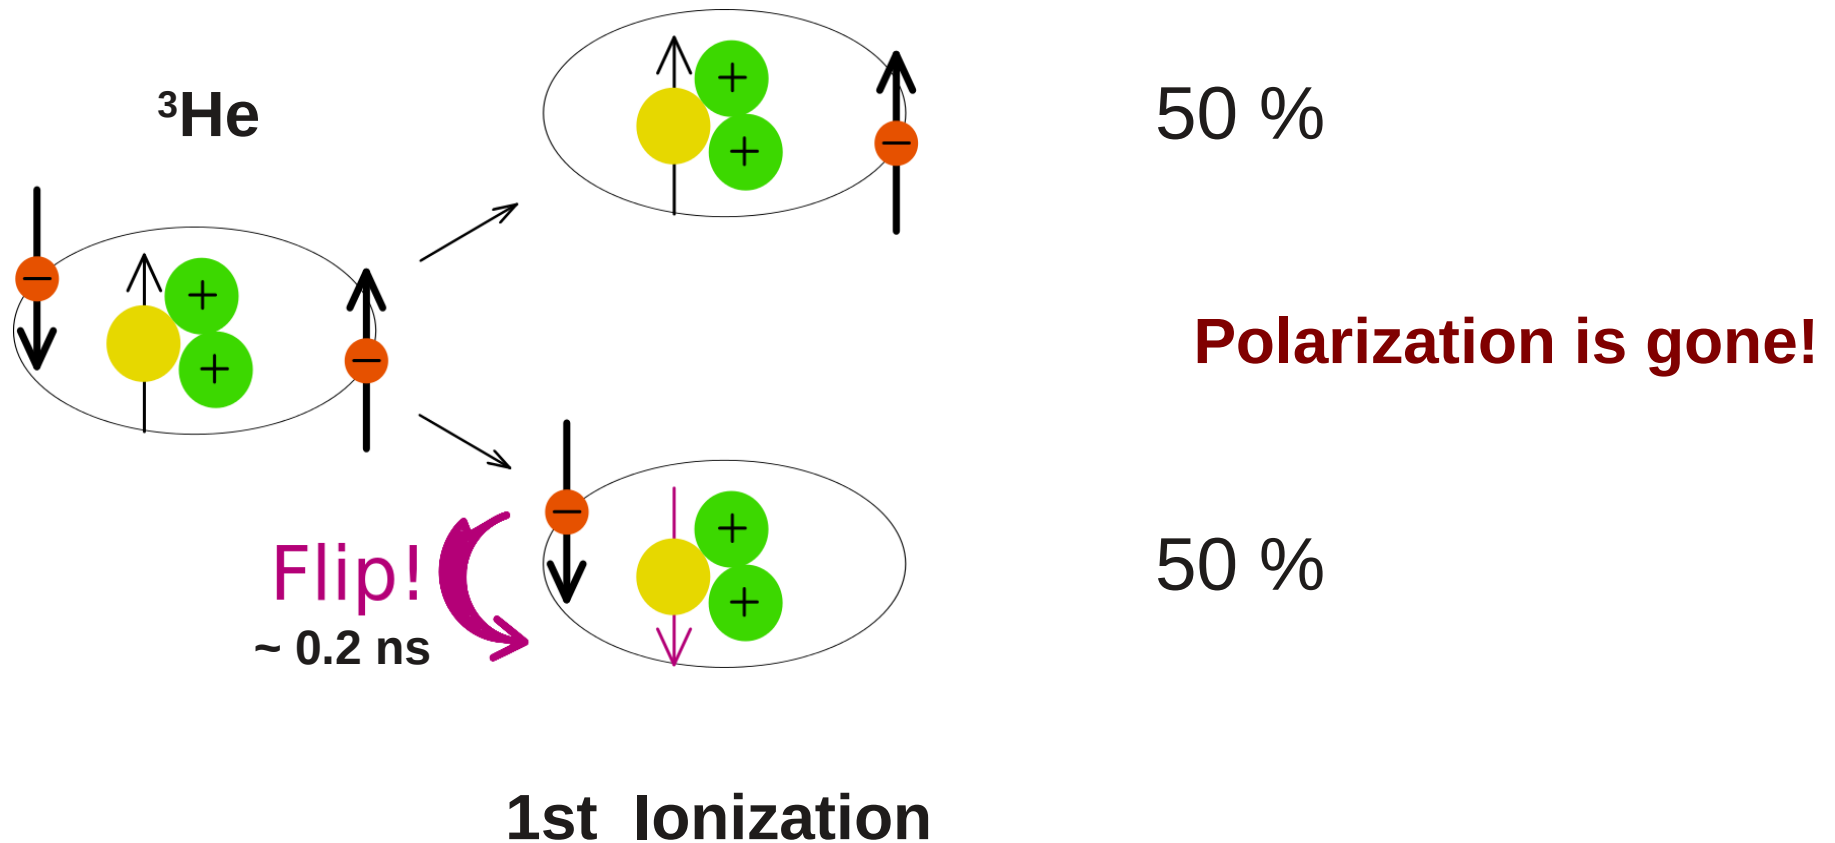 ³He
50 %
Polarization is gone!
Flip!
~ 0.2 ns
50 %
1st Ionization